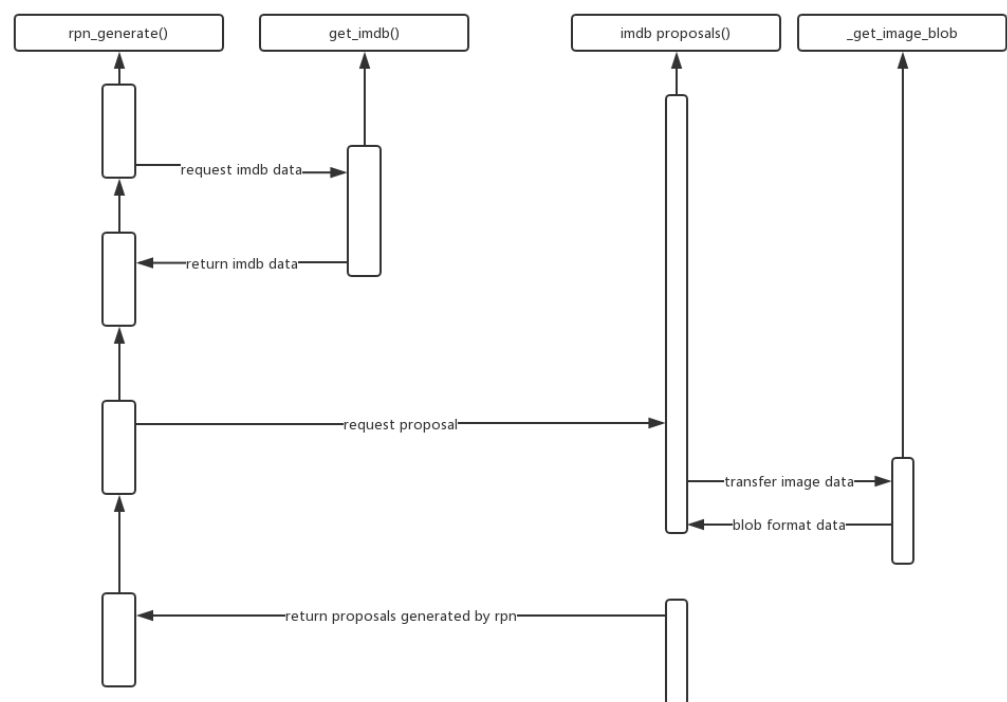 rpn_generate()
get_imdb()
imdb proposals()
_get_image_blob
request imdb data
return imdb data
request proposal
transfer image data
blob format data
return proposals generated by rpn